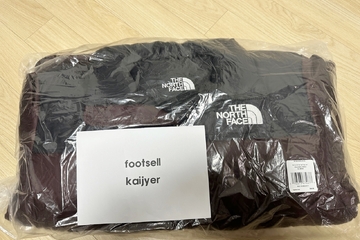 THE
NORTH
FACE
THE
NORTH
FACE
footsell
kaijyer